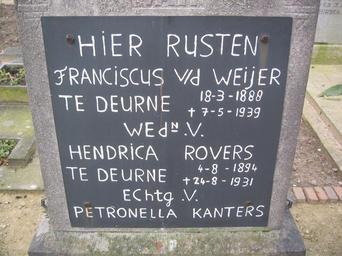 HIER RUSTEN
FRANCISCUS v/d WEIJER
TE DEURNE 18-3-1888
+7-5-1939
WEDN. V.
HENDRICA ROVERS
TE DEURNE 4-8-1894
+24-8-1931
EChtg. V.
PETRONELLA KANTERS